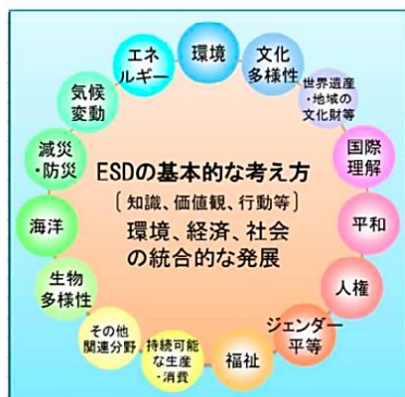 環境
文化
多様性
世界遺産
・地域の
文化財等
国際
理解
平和
人権
ジェンダー
平等
福祉
持続可能
な生産
・消費
その他
関連分野
生物
多様性
海洋
減災
・防災
気候
変動
エネ
ルギー
ESDの基本的な考え方
〔知識、価値観、行動等〕
環境、経済、社会
の統合的な発展